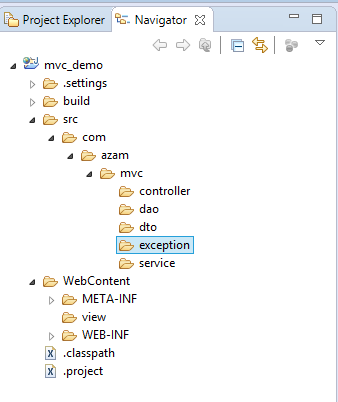 Project Explorer Navigator
mvc_demo
.settings
build
src
com
azam
mvc
controller
dao
dto
exception
service
WebContent
META-INF
view
WEB-INF
.classpath
.project